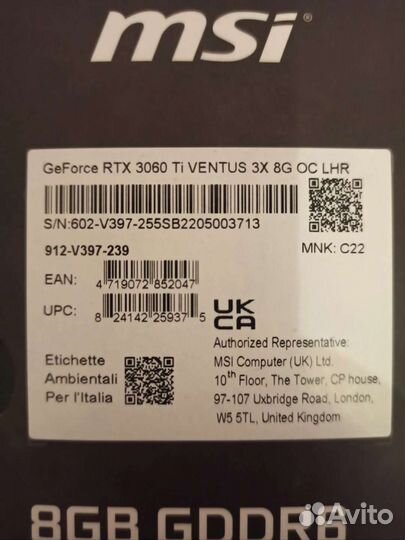 msi
GeForce RTX 3060 Ti VENTUS 3X 8G OC LHR
S/N:602-V397-255SB2205003713
912-V397-239
MNK: C22
EAN: 4 719072 852047
UPC: 8 24142 25937 5
UK
CA
Authorized Representative:
MSI Computer (UK) Ltd.
10th Floor, The Tower, CP house,
97-107 Uxbridge Road, London,
W5 5TL, United Kingdom
Etichette
Ambientali
Per l'Italia
8GB GDDR6
Avito